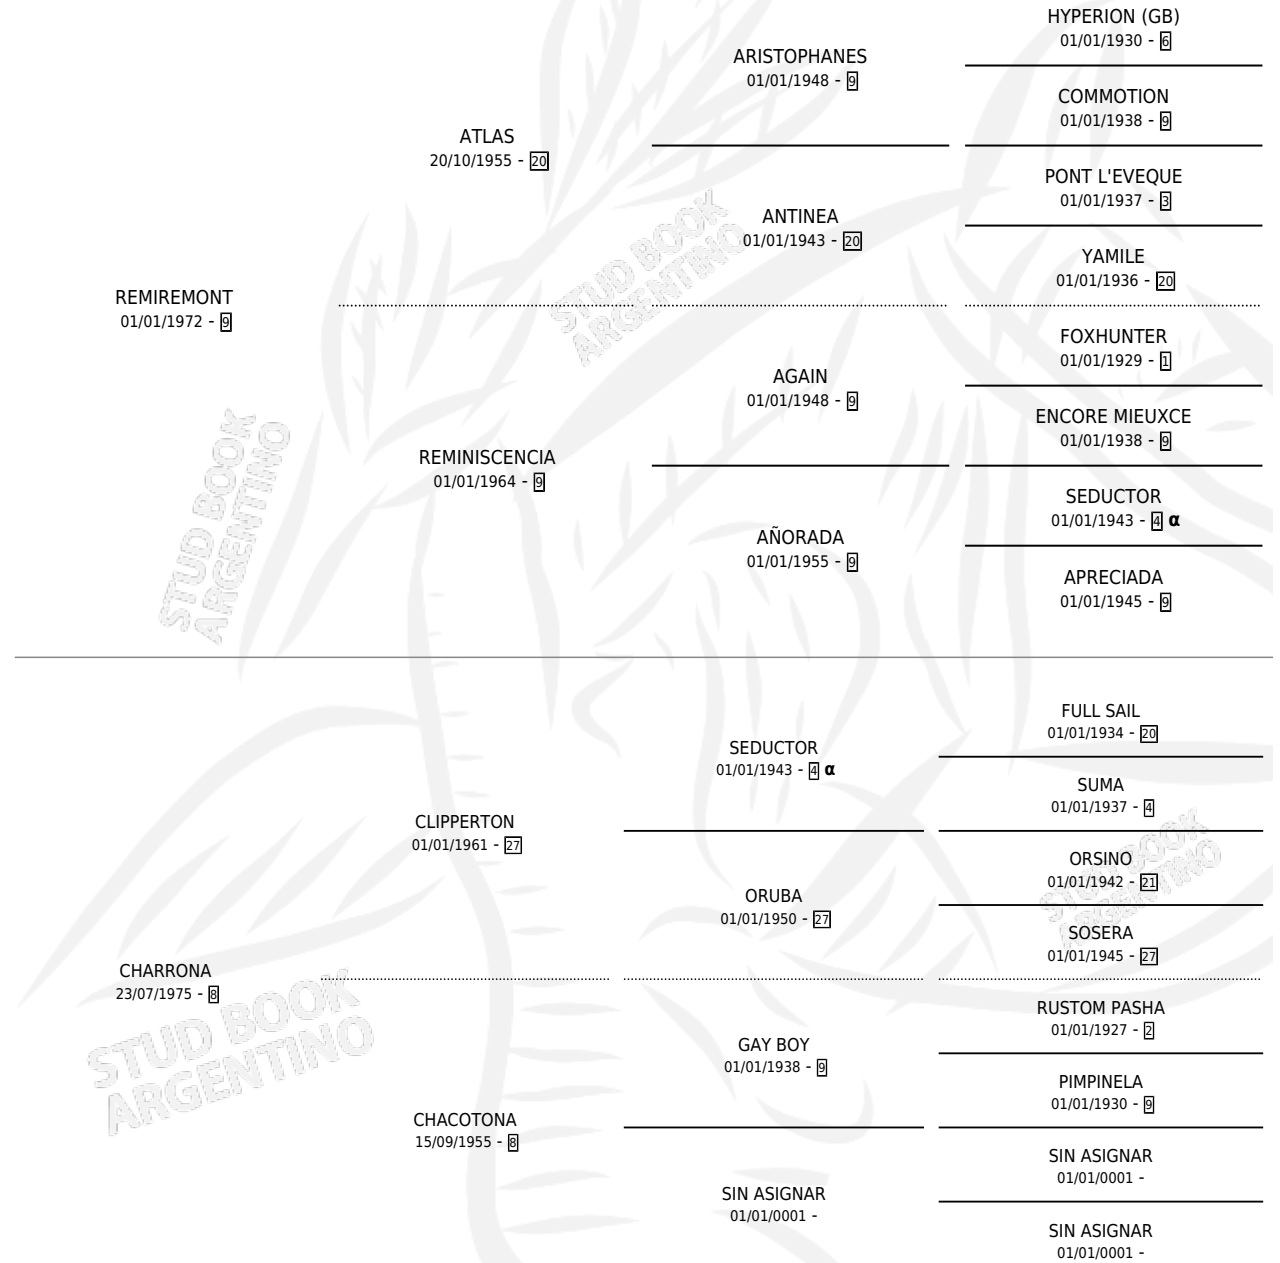 HYPERION (GB)
01/01/1930 - 6
ARISTOPHANES
01/01/1948 - 9
COMMOTION
01/01/1938 - 9
ATLAS
20/10/1955 - 20
PONT L'EVEQUE
01/01/1937 - 3
ANTINEA
01/01/1943 - 20
YAMILE
01/01/1936 - 20
REMIREMONT
01/01/1972 - 9
FOXHUNTER
01/01/1929 - 1
AGAIN
01/01/1948 - 9
ENCORE MIEUXCE
01/01/1938 - 9
REMINISCENCIA
01/01/1964 - 9
SEDUCTOR
01/01/1943 - 4 α
AÑORADA
01/01/1955 - 9
APRECIADA
01/01/1945 - 9
STUD BOOK
ARGENTINO
STUD BOOK
ARGENTINO
FULL SAIL
01/01/1934 - 20
SEDUCTOR
01/01/1943 - 4 α
SUMA
01/01/1937 - 4
CLIPPERTON
01/01/1961 - 27
ORSINO
01/01/1942 - 21
ORUBA
01/01/1950 - 27
SOSERA
01/01/1945 - 27
CHARRONA
23/07/1975 - 8
RUSTOM PASHA
01/01/1927 - 2
GAY BOY
01/01/1938 - 9
PIMPINELA
01/01/1930 - 9
CHACOTONA
15/09/1955 - 8
SIN ASIGNAR
01/01/0001 -
SIN ASIGNAR
01/01/0001 -
SIN ASIGNAR
01/01/0001 -
STUD BOOK
ARGENTINO
STUD BOOK
ARGENTINO